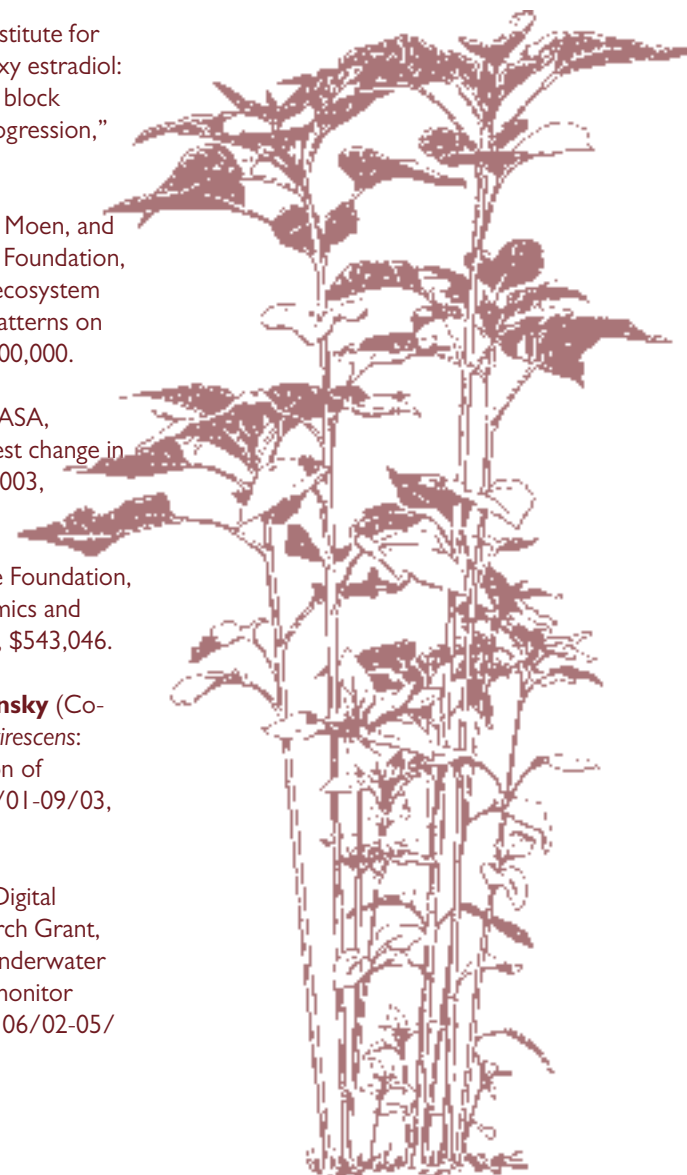 stitute for
xy estradiol:
block
ogression,”
Moen, and
Foundation,
ecosystem
atterns on
00,000.
ASA,
est change in
003,
e Foundation,
mics and
, $543,046.
nsky (Co-
irescens:
on of
/01-09/03,
Digital
rch Grant,
nderwater
monitor
06/02-05/